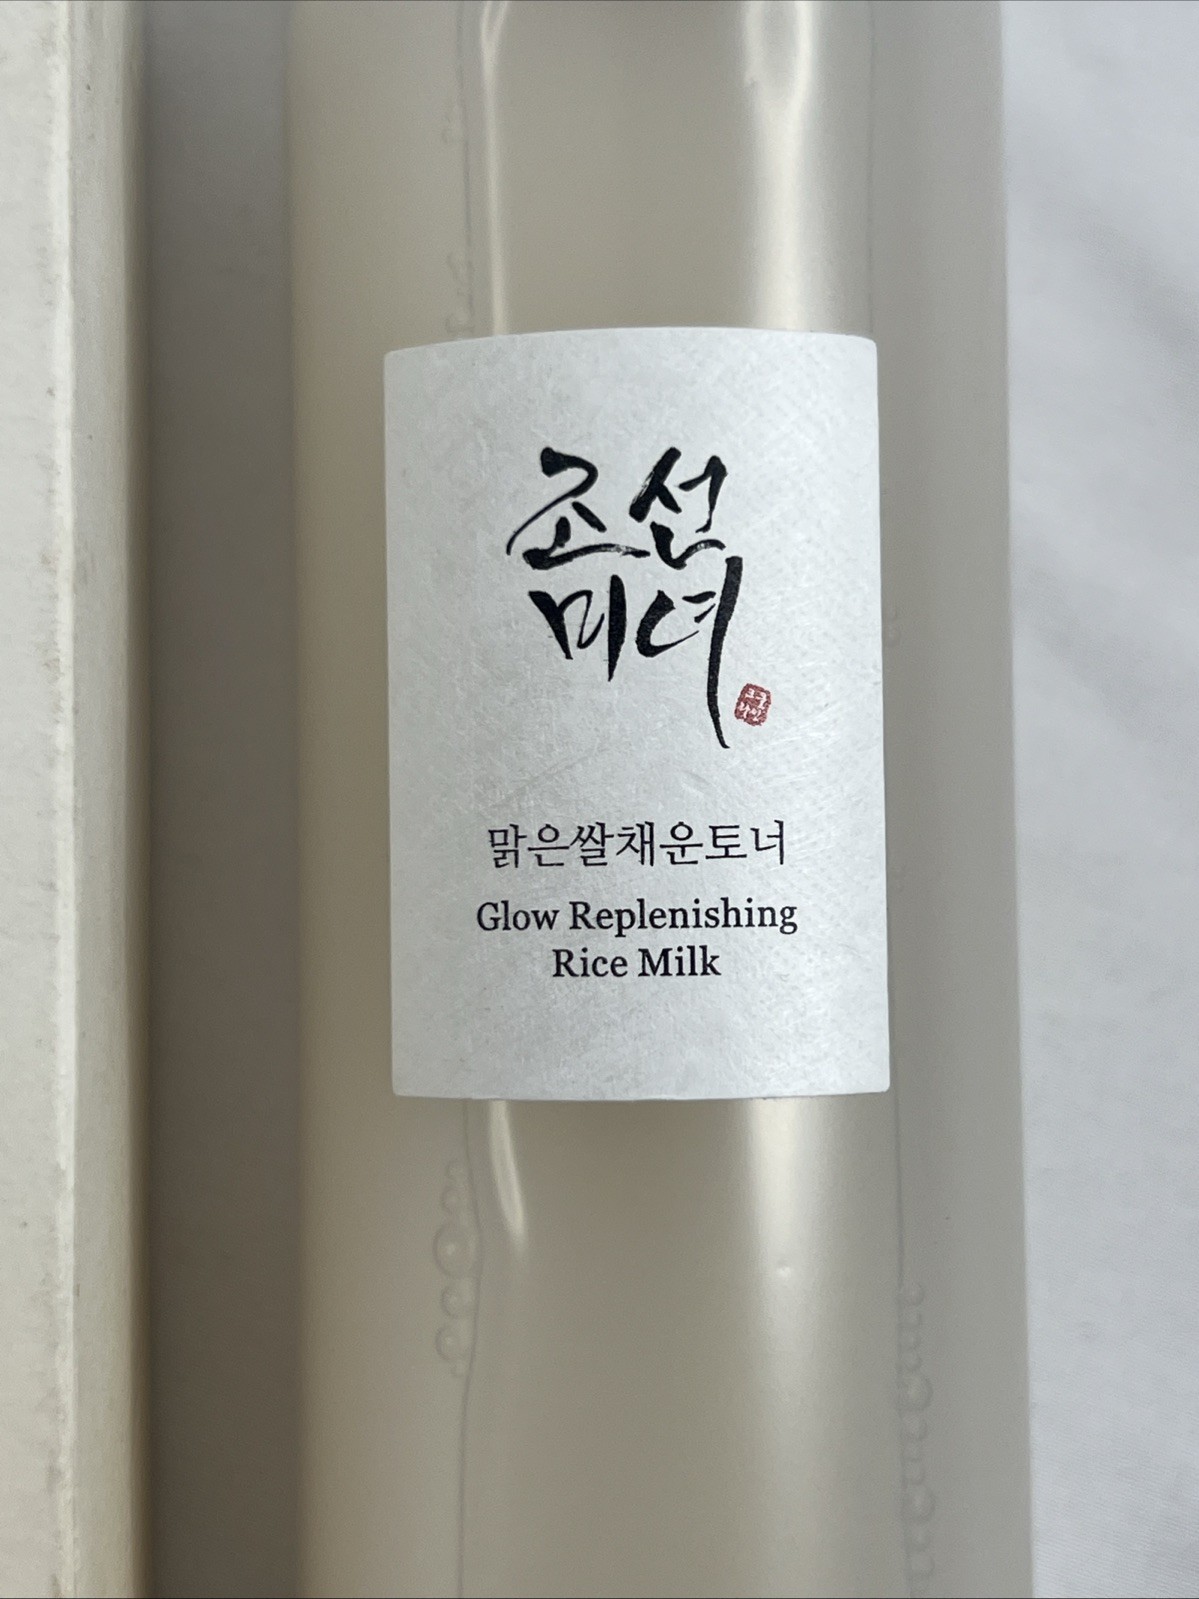 조선
미녀
맑은쌀채운토너
Glow Replenishing
Rice Milk